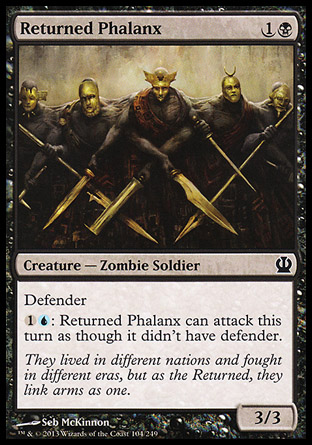 Returned Phalanx 1
Creature — Zombie Soldier
Defender
1: Returned Phalanx can attack this
turn as though it didn't have defender.
They lived in different nations and fought
in different eras, but as the Returned, they
link arms as one.
Seb McKinnon
™ & © 2013 Wizards of the Coast 104/249
3/3